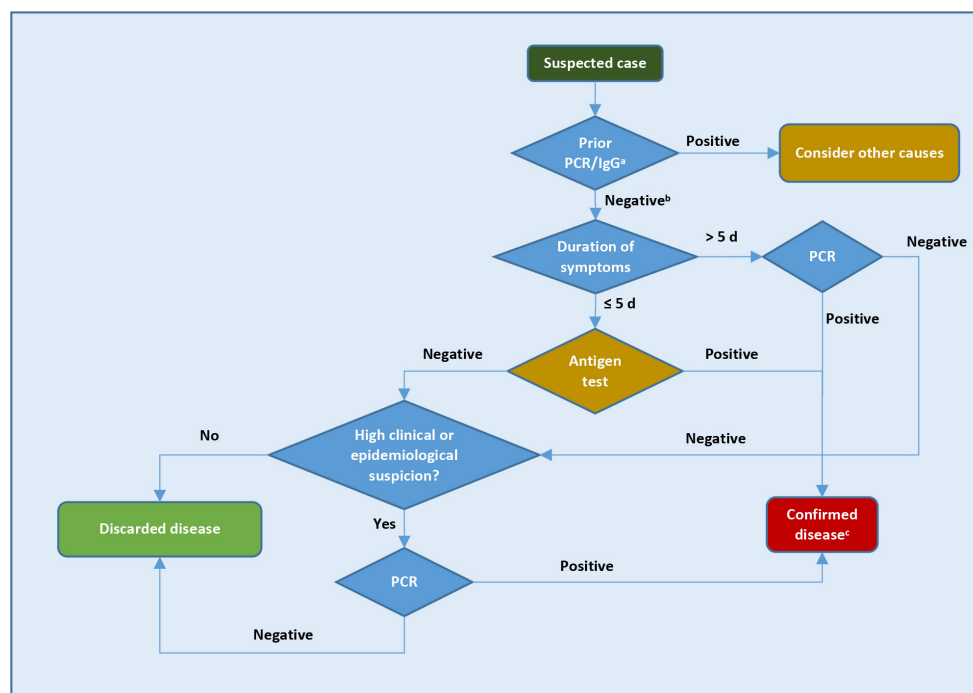 Suspected case
Prior
PCR/IgGᵃ
Positive
Consider other causes
Negativeᵇ
Duration of
symptoms
> 5 d
PCR
Negative
≤ 5 d
Positive
Antigen
test
Negative
Positive
High clinical or
epidemiological
suspicion?
No
Negative
Discarded disease
Yes
Confirmed
diseaseᶜ
PCR
Positive
Negative